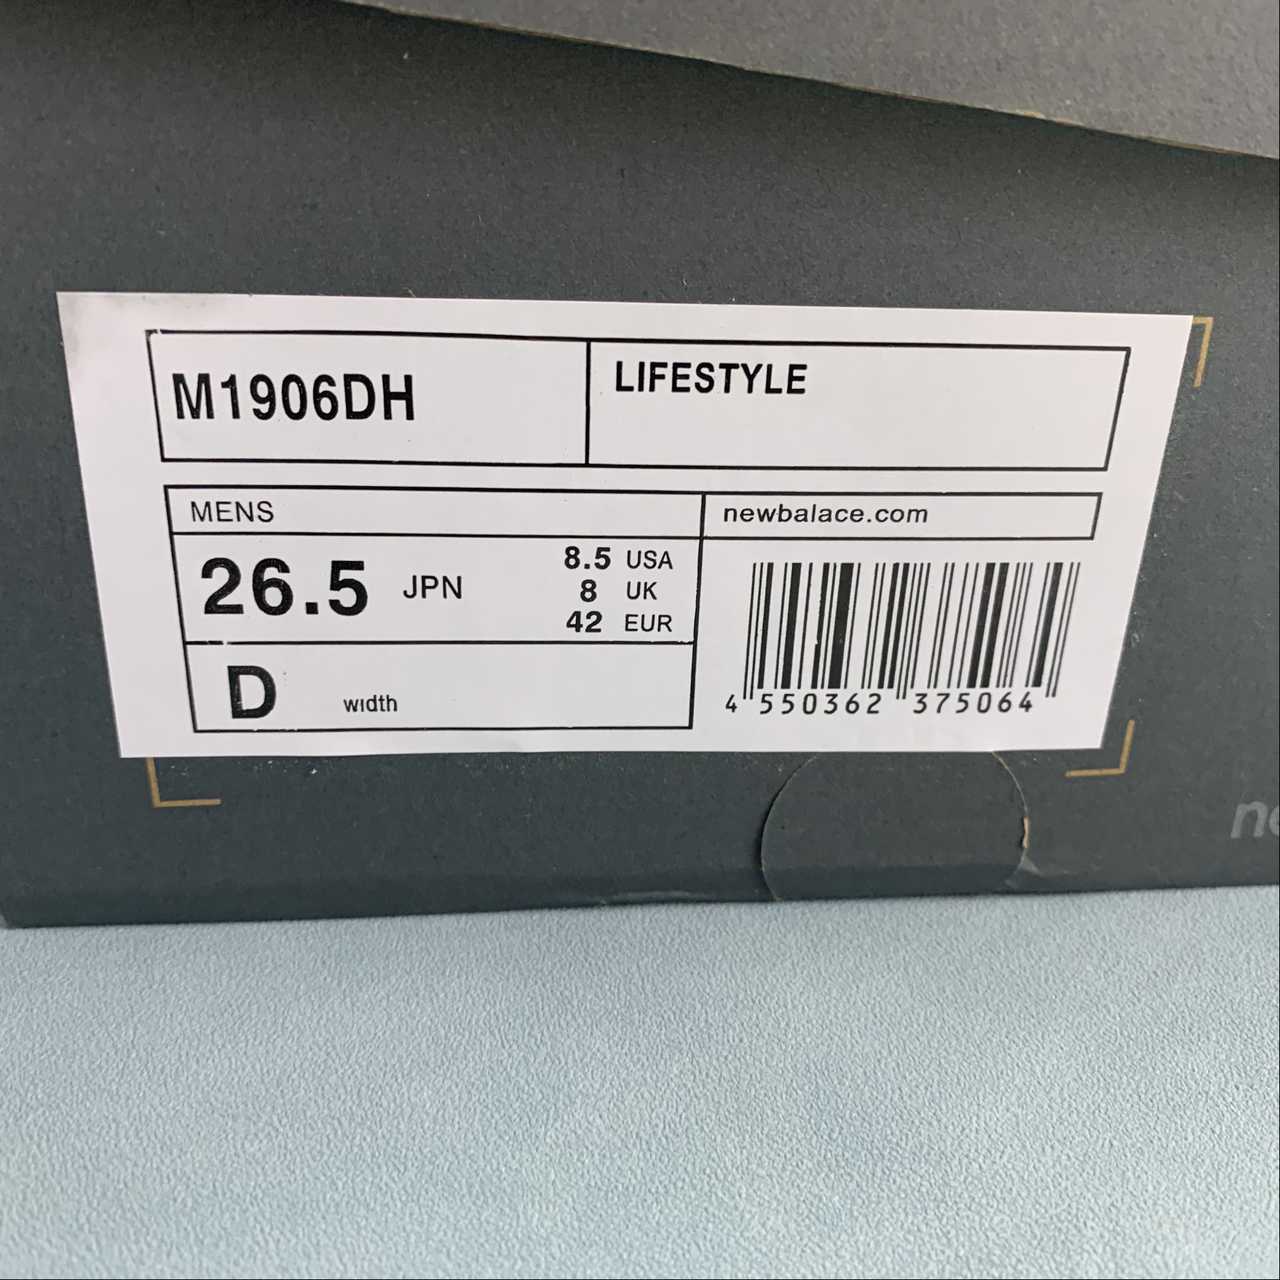 M1906DH
LIFESTYLE
MENS
newbalace.com
26.5 JPN
8.5 USA
8 UK
42 EUR
D width
4 550362 375064